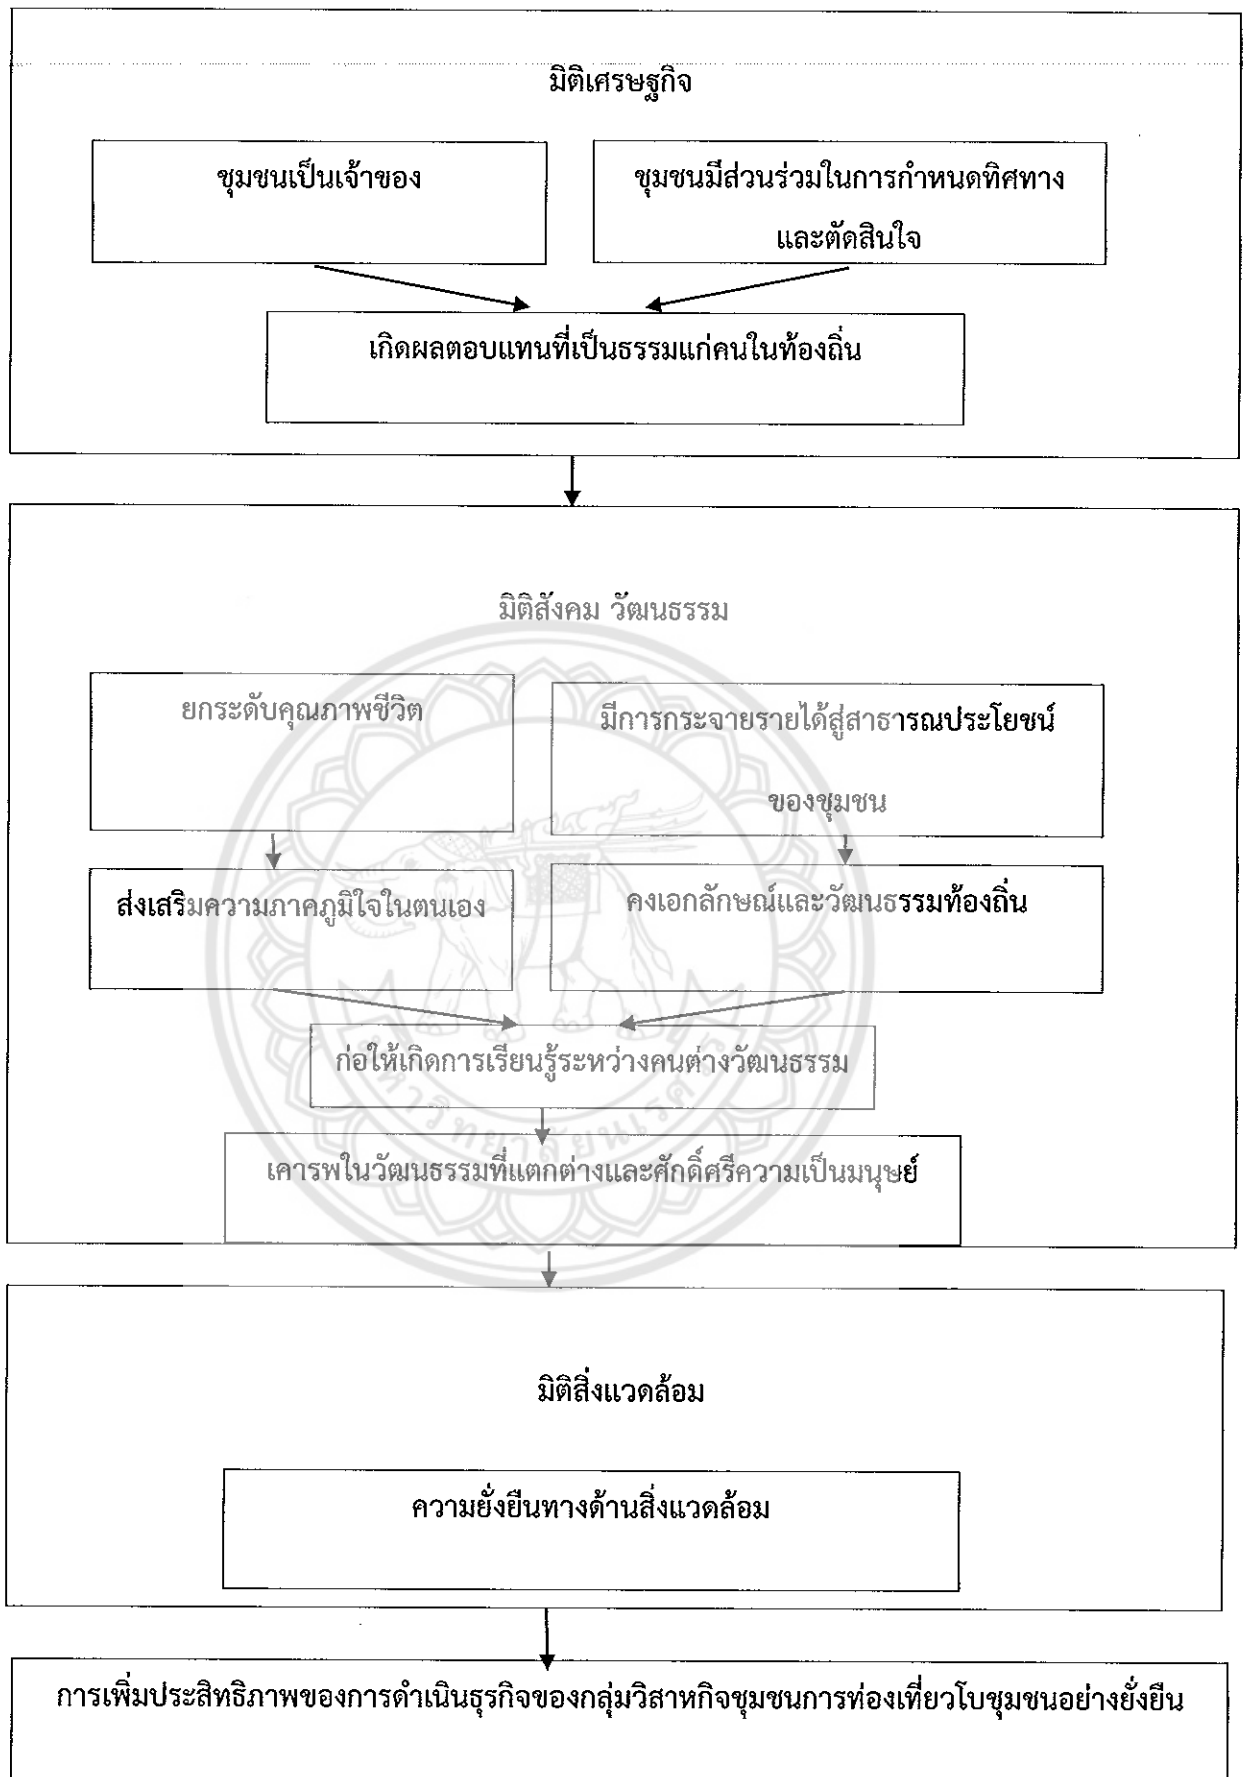 มิติเศรษฐกิจ
ชุมชนเป็นเจ้าของ
ชุมชนมีส่วนร่วมในการกำหนดทิศทาง
และตัดสินใจ
เกิดผลตอบแทนที่เป็นธรรมแก่คนในท้องถิ่น
มิติสังคม วัฒนธรรม
ยกระดับคุณภาพชีวิต
มีการกระจายรายได้สู่สาธารณประโยชน์
ของชุมชน
ส่งเสริมความภาคภูมิใจในตนเอง
คงเอกลักษณ์และวัฒนธรรมท้องถิ่น
ก่อให้เกิดการเรียนรู้ระหว่างคนต่างวัฒนธรรม
มหาวิทยาลัยนเรศวร
เคารพในวัฒนธรรมที่แตกต่างและศักดิ์ศรีความเป็นมนุษย์
มิติสิ่งแวดล้อม
ความยั่งยืนทางด้านสิ่งแวดล้อม
การเพิ่มประสิทธิภาพของการดำเนินธุรกิจของกลุ่มวิสาหกิจชุมชนการท่องเที่ยวโบชุมชนอย่างยั่งยืน